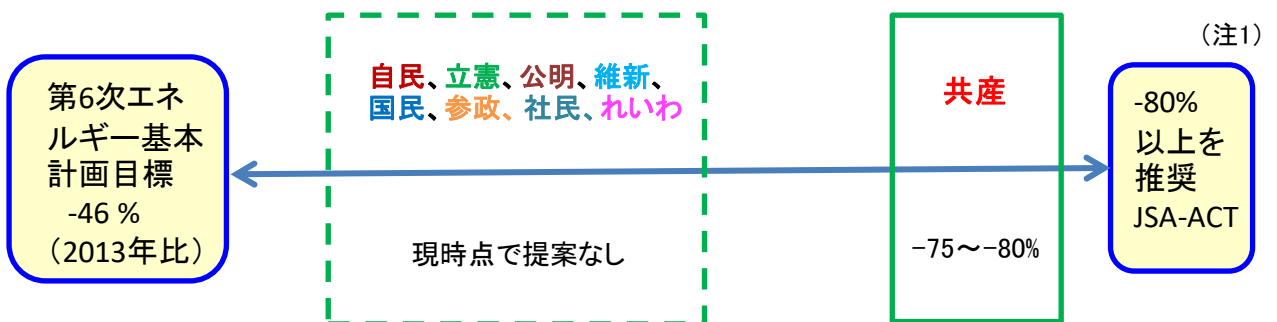 第6次エネ
ルギー基本
計画目標
-46 %
（2013年比）
自民、立憲、公明、維新、
国民、参政、社民、れいわ
現時点で提案なし
共産
-75～-80%
（注1）
-80%
以上を
推奨
JSA-ACT